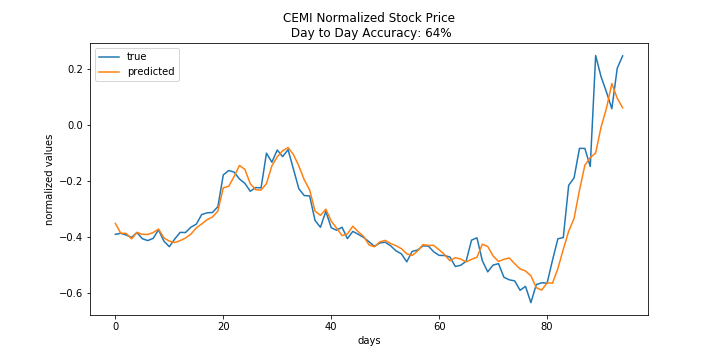 CEMI Normalized Stock Price
Day to Day Accuracy: 64%
true
predicted
normalized values
0.2
0.0
−0.2
−0.4
−0.6
0
20
40
60
80
days